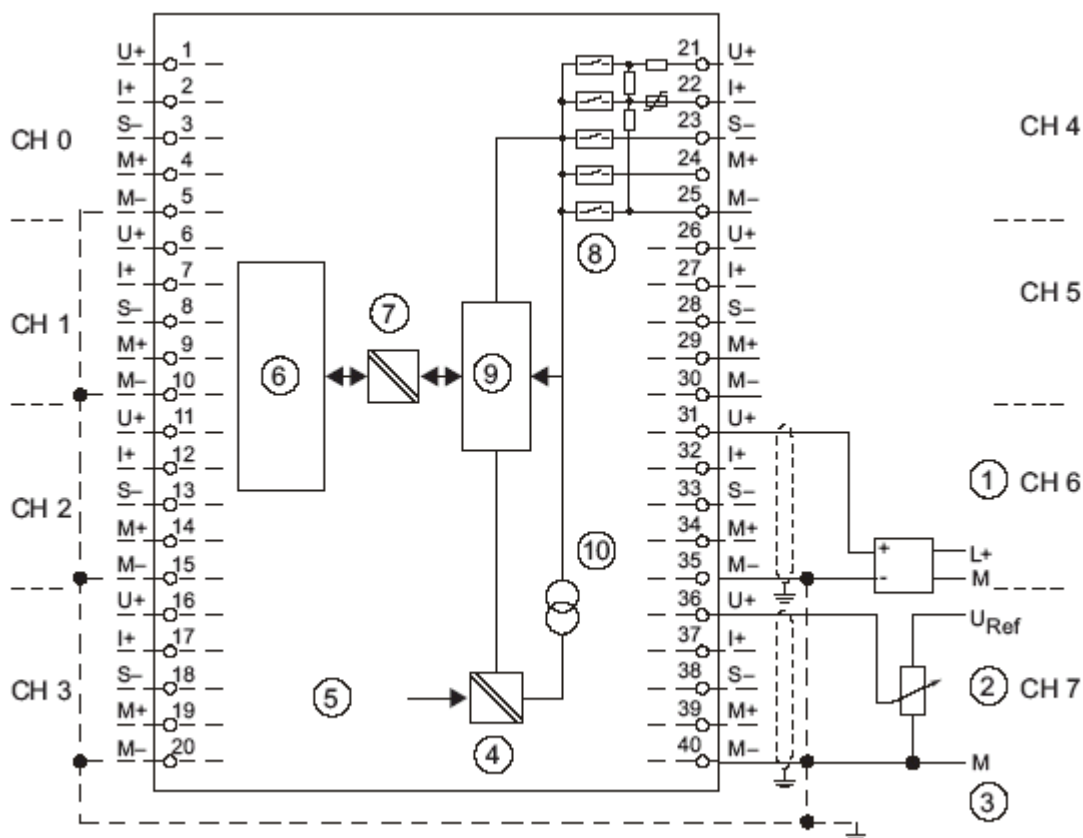 CH 0
U+ 1
I+ 2
S– 3
M+ 4
M– 5
CH 1
U+ 6
I+ 7
S– 8
M+ 9
M– 10
CH 2
U+ 11
I+ 12
S– 13
M+ 14
M– 15
CH 3
U+ 16
I+ 17
S– 18
M+ 19
M– 20
6
7
9
8
10
5
4
21 U+
22 I+
23 S–
24 M+
25 M–
CH 4
26 U+
27 I+
28 S–
29 M+
30 M–
CH 5
31 U+
32 I+
33 S–
34 M+
35 M–
1 CH 6
+
-
L+
M
36 U+
37 I+
38 S–
39 M+
40 M–
URef
2 CH 7
M
3